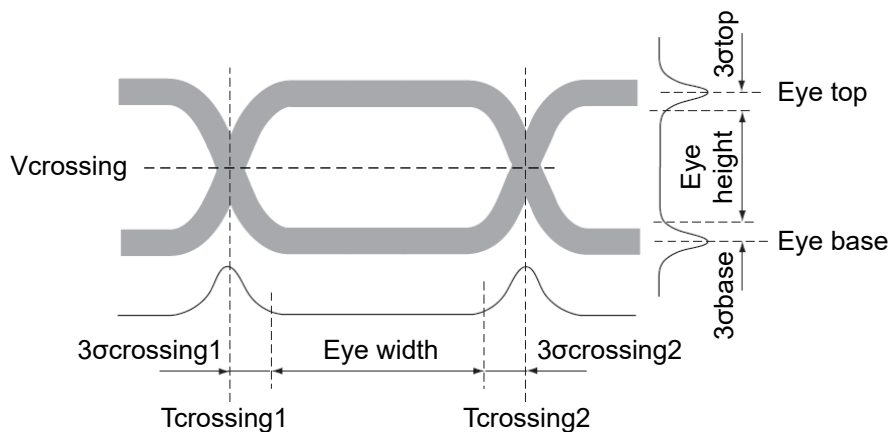 3σtop
Eye top
Vcrossing
Eye
height
Eye base
3σbase
3σcrossing1
Eye width
3σcrossing2
Tcrossing1
Tcrossing2